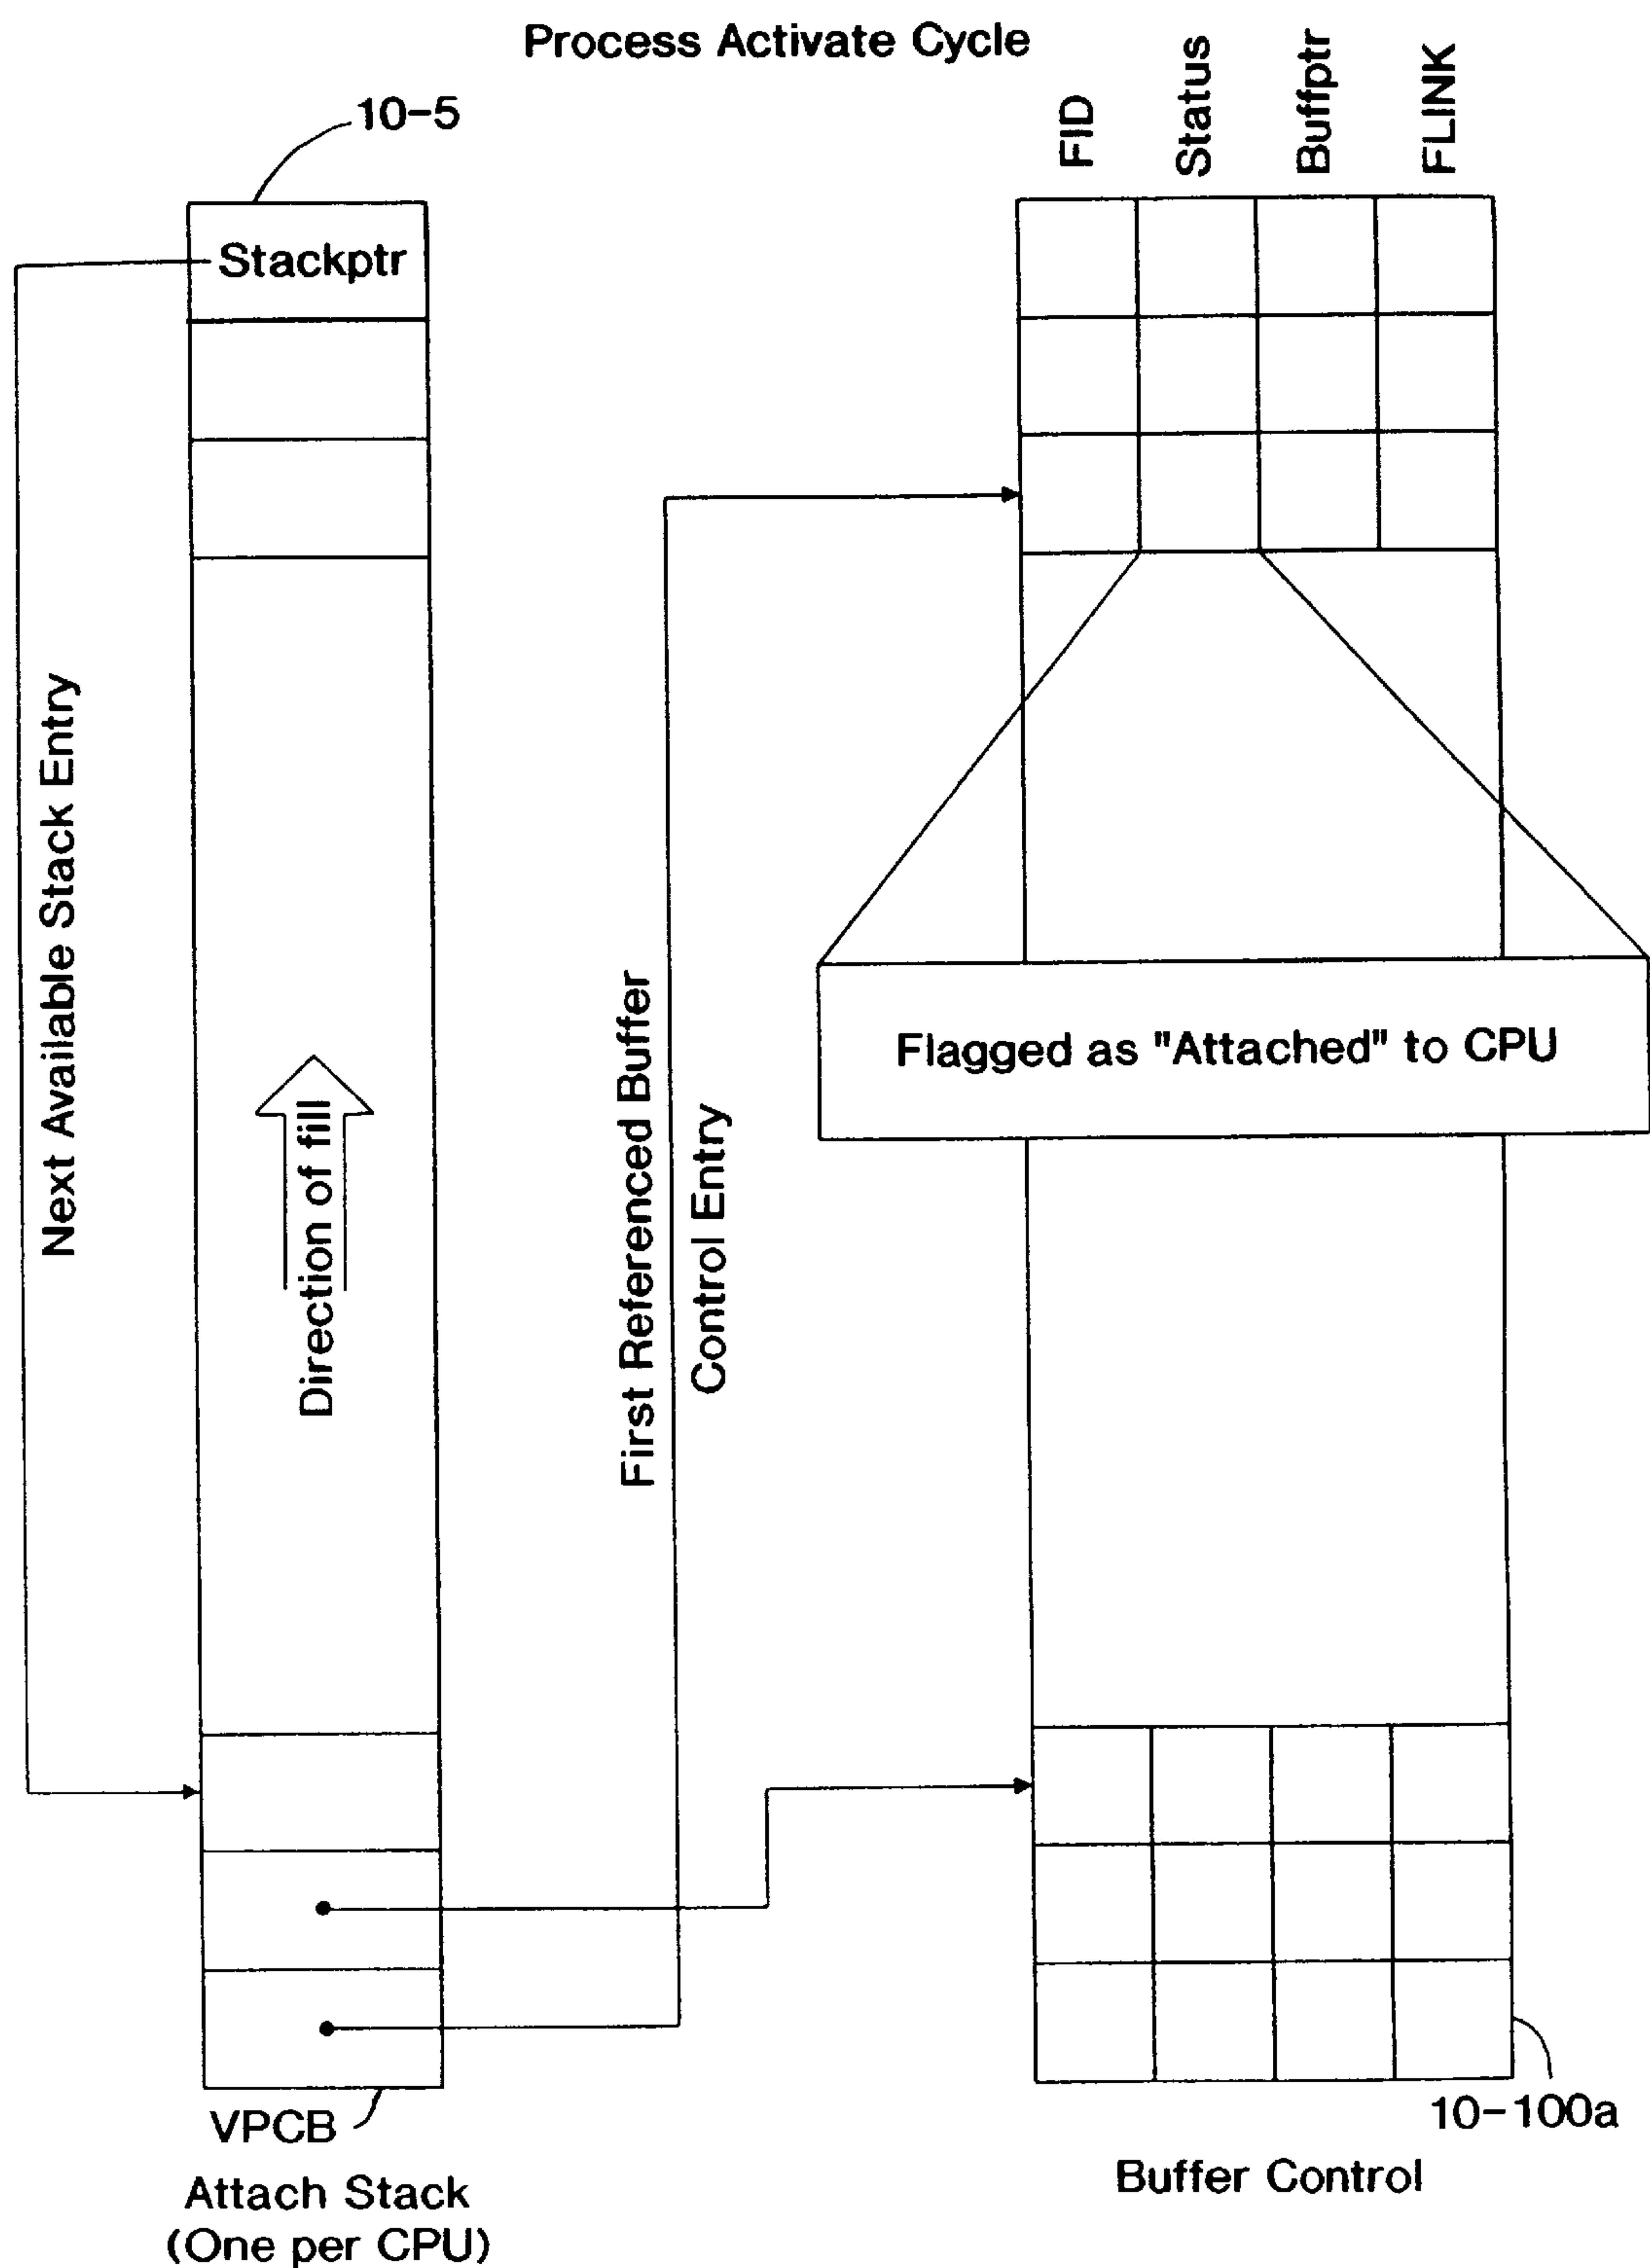 Process Activate Cycle
10-5
FID
Status
Buffptr
FLINK
Stackptr
Next Available Stack Entry
Direction of fill
First Referenced Buffer
Control Entry
Flagged as "Attached" to CPU
VPCB
Attach Stack
(One per CPU)
10-100a
Buffer Control